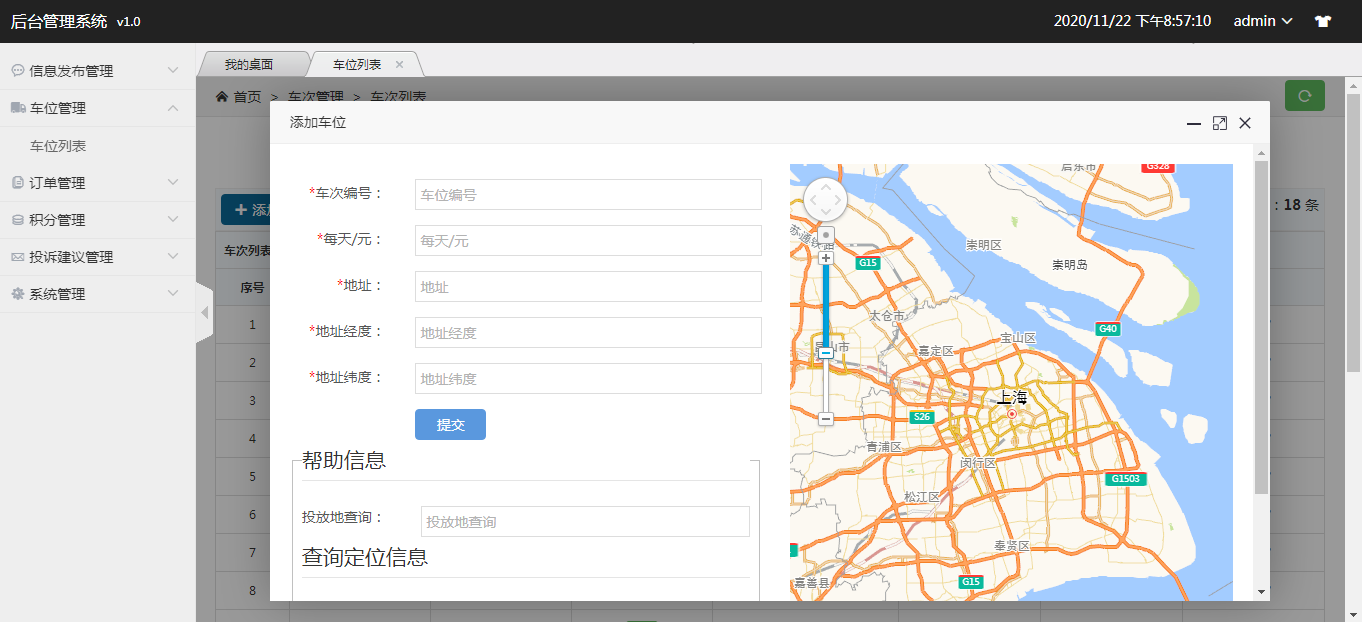 后台管理系统 v1.0
2020/11/22 下午8:57:10 admin
信息发布管理
车位管理
车位列表
订单管理
积分管理
投诉建议管理
系统管理
我的桌面
车位列表
首页 > 车次管理 > 车次列表
添加
: 18 条
车次列表
序号
1
2
3
4
5
6
7
8
添加车位
*车次编号：
车位编号
*每天/元：
每天/元
*地址：
地址
*地址经度：
地址经度
*地址纬度：
地址纬度
提交
帮助信息
投放地查询：
投放地查询
查询定位信息
启东市
G328
崇明区
G15
崇明岛
太仓市
G40
宝山区
嘉定区
上海
S26
青浦区
闵行区
G1503
松江区
奉贤区
嘉善县
G15